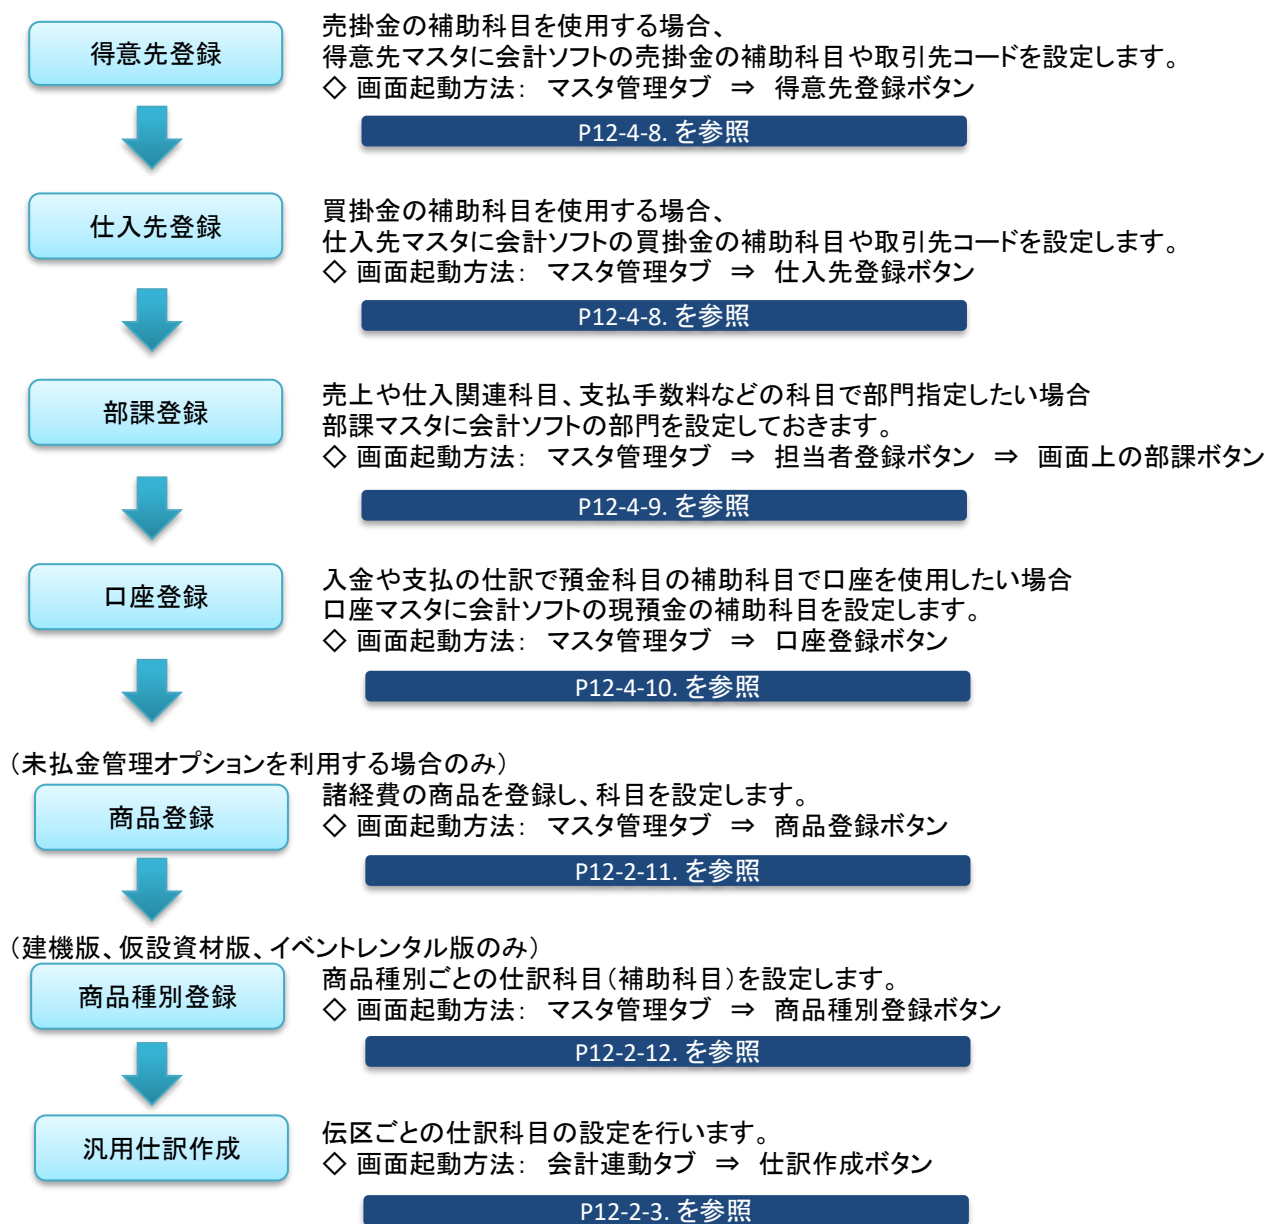 得意先登録
売掛金の補助科目を使用する場合、
得意先マスタに会計ソフトの売掛金の補助科目や取引先コードを設定します。
◇ 画面起動方法： マスタ管理タブ ⇒ 得意先登録ボタン
P12-4-8. を参照
仕入先登録
買掛金の補助科目を使用する場合、
仕入先マスタに会計ソフトの買掛金の補助科目や取引先コードを設定します。
◇ 画面起動方法： マスタ管理タブ ⇒ 仕入先登録ボタン
P12-4-8. を参照
部課登録
売上や仕入関連科目、支払手数料などの科目で部門指定したい場合
部課マスタに会計ソフトの部門を設定しておきます。
◇ 画面起動方法： マスタ管理タブ ⇒ 担当者登録ボタン ⇒ 画面上の部課ボタン
P12-4-9. を参照
口座登録
入金や支払の仕訳で預金科目の補助科目で口座を使用したい場合
口座マスタに会計ソフトの現預金の補助科目を設定します。
◇ 画面起動方法： マスタ管理タブ ⇒ 口座登録ボタン
P12-4-10. を参照
（未払金管理オプションを利用する場合のみ）
商品登録
諸経費の商品を登録し、科目を設定します。
◇ 画面起動方法： マスタ管理タブ ⇒ 商品登録ボタン
P12-2-11. を参照
（建機版、仮設資材版、イベントレンタル版のみ）
商品種別登録
商品種別ごとの仕訳科目（補助科目）を設定します。
◇ 画面起動方法： マスタ管理タブ ⇒ 商品種別登録ボタン
P12-2-12. を参照
汎用仕訳作成
伝区ごとの仕訳科目の設定を行います。
◇ 画面起動方法： 会計連動タブ ⇒ 仕訳作成ボタン
P12-2-3. を参照